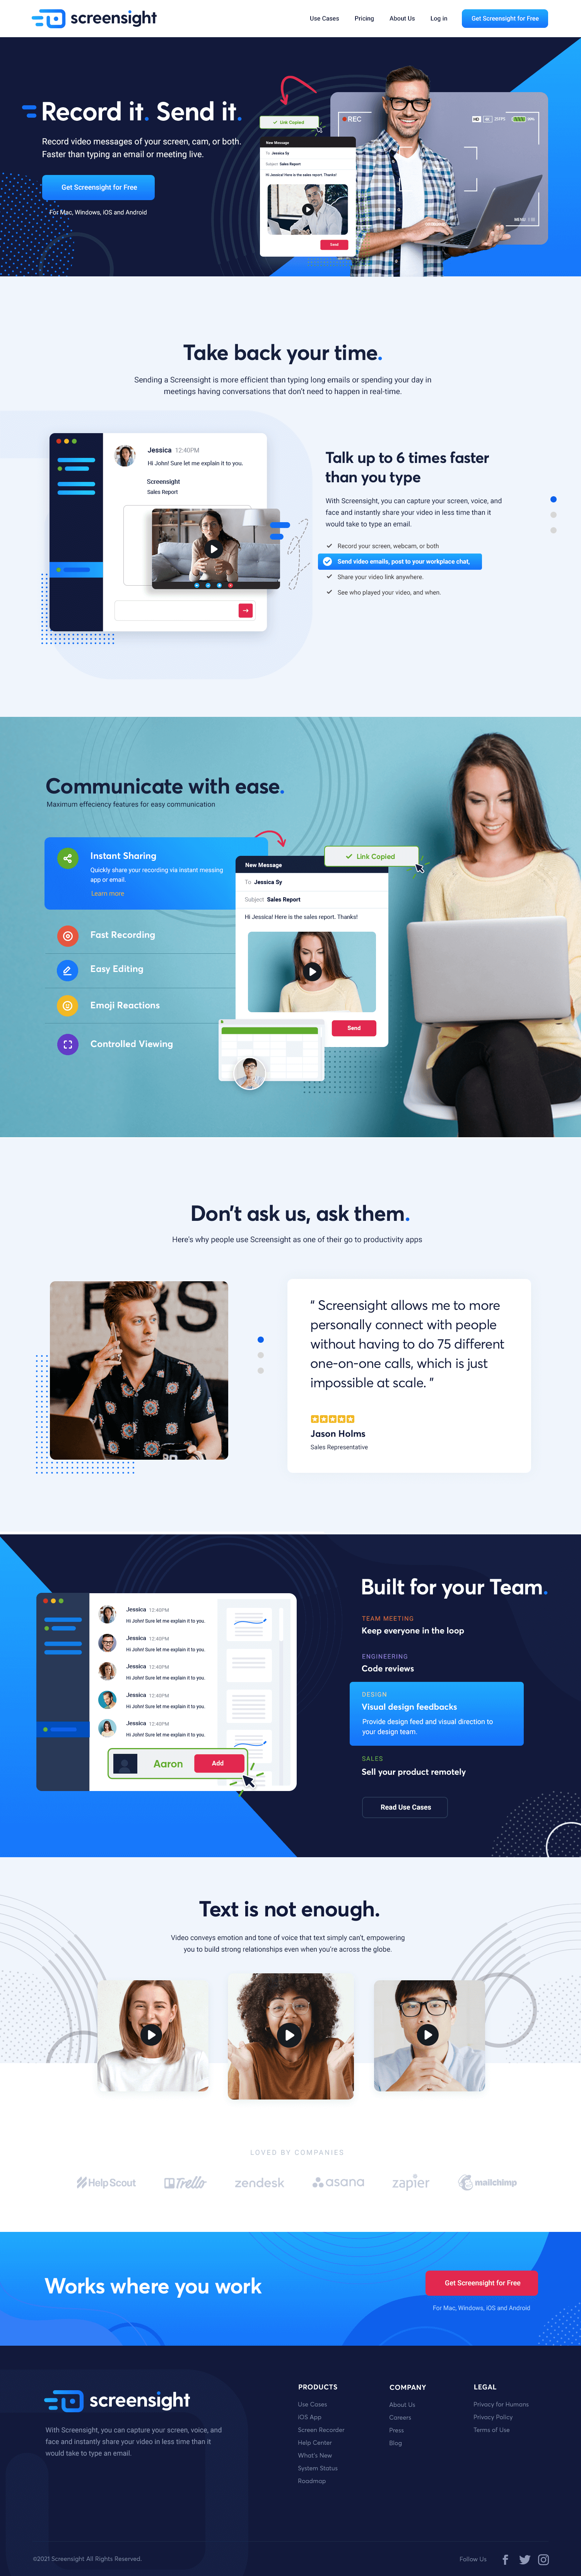 screensight
Use Cases
Pricing
About Us
Log in
Get Screensight for Free
Record it. Send it.
Record video messages of your screen, cam, or both.
Faster than typing an email or meeting live.
Get Screensight for Free
For Mac, Windows, IOS and Android
Link Copied
New Message
To Jessica Sy
Subject Sales Report
Hi Jessica! Here is the sales report. Thanks!
Send
REC
HD
Take back your time.
Sending a Screensight is more efficient than typing long emails or spending your day in
meetings having conversations that don't need to happen in real-time.
Jessica 12:40PM
Hi John! Sure let me explain it to you.
Screensight
Sales Report
Talk up to 6 times faster
than you type
With Screensight, you can capture your screen, voice, and
face and instantly share your video in less time than it
would take to type an email.
Record your screen, webcam, or both
Send video emails, post to your workplace chat,
Share your video link anywhere.
See who played your video, and when.
Communicate with ease.
Maximum effeciency features for easy communication
Instant Sharing
Quickly share your recording via instant messing
app or email.
Learn more
Fast Recording
Easy Editing
Emoji Reactions
Controlled Viewing
Link Copied
New Message
To Jessica Sy
Subject Sales Report
Hi Jessica! Here is the sales report. Thanks!
Send
Don't ask us, ask them.
Here's why people use Screensight as one of their go to productivity apps
" Screensight allows me to more
personally connect with people
without having to do 75 different
one-on-one calls, which is just
impossible at scale. "
Jason Holms
Sales Representative
Built for your Team.
Jessica 12:40PM
Hi John! Sure let me explain it to you.
Jessica 12:40PM
Hi John! Sure let me explain it to you.
Jessica 12:40PM
Hi John! Sure let me explain it to you.
Jessica 12:40PM
Hi John! Sure let me explain it to you.
Jessica 12:40PM
Hi John! Sure let me explain it to you.
Aaron
Add
TEAM MEETING
Keep everyone in the loop
ENGINEERING
Code reviews
DESIGN
Visual design feedbacks
Provide design feed and visual direction to
your design team.
SALES
Sell your product remotely
Read Use Cases
Text is not enough.
Video conveys emotion and tone of voice that text simply can't, empowering
you to build strong relationships even when you're across the globe.
LOVED BY COMPANIES
HelpScout
Trello
zendesk
asana
zapier
mailchimp
Works where you work
Get Screensight for Free
For Mac, Windows, IOS and Android
screensight
With Screensight, you can capture your screen, voice, and
face and instantly share your video in less time than it
would take to type an email.
PRODUCTS
Use Cases
iOS App
Screen Recorder
Help Center
What's New
System Status
Roadmap
COMPANY
About Us
Careers
Press
Blog
LEGAL
Privacy for Humans
Privacy Policy
Terms of Use
©2021 Screensight All Rights Reserved.
Follow Us